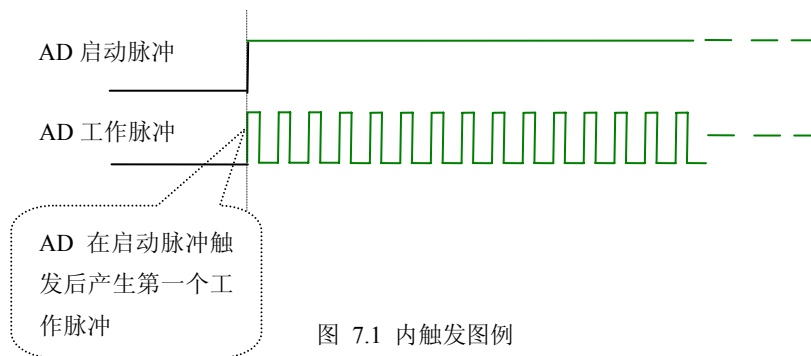 AD 启动脉冲
AD 工作脉冲
AD 在启动脉冲触
发后产生第一个工
作脉冲
图 7.1 内触发图例